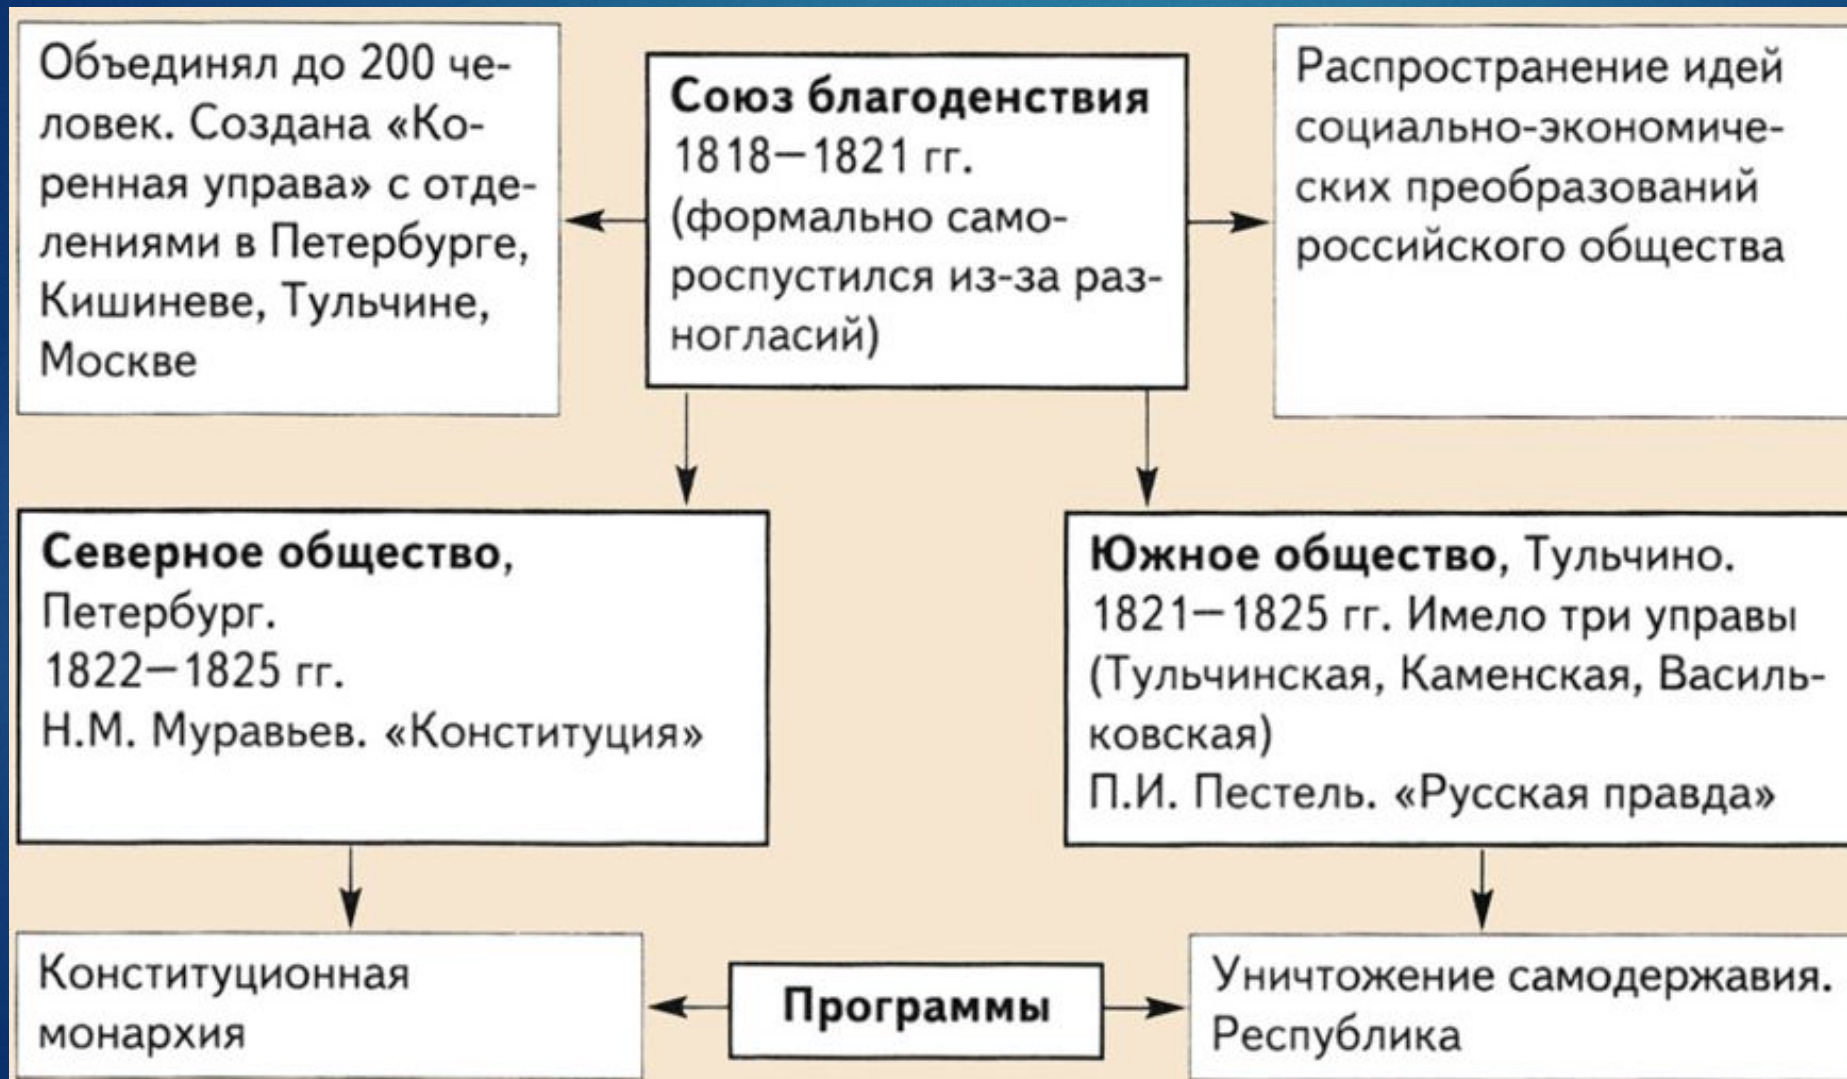 Объединял до 200 че-
ловек. Создана «Ко-
ренная управа» с отде-
лениями в Петербурге,
Кишиневе, Тульчине,
Москве
Союз благоденствия
1818—1821 гг.
(формально само-
роспустился из-за раз-
ногласий)
Распространение идей
социально-экономиче-
ских преобразований
российского общества
Северное общество,
Петербург.
1822—1825 гг.
Н.М. Муравьев. «Конституция»
Южное общество, Тульчино.
1821—1825 гг. Имело три управы
(Тульчинская, Каменская, Василь-
ковская)
П.И. Пестель. «Русская правда»
Конституционная
монархия
Программы
Уничтожение самодержавия.
Республика